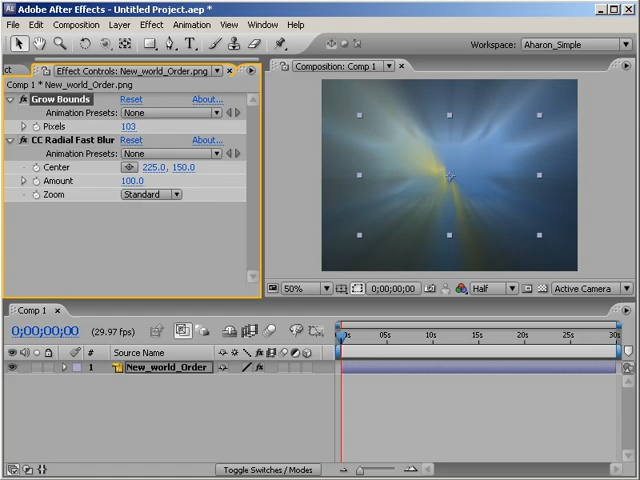 Adobe After Effects - Untitled Project.aep *
File Edit Composition Layer Effect Animation View Window Help
Workspace: Aharon_Simple
ct Effect Controls: New_world_Order.png
Composition: Comp 1
Comp 1 * New_world_Order.png
Grow Bounds Reset About...
Animation Presets: None
Pixels 103
CC Radial Fast Blur Reset About...
Animation Presets: None
Center 225.0, 150.0
Amount 100.0
Zoom Standard
50% 0;00;00;00 Half Active Camera
Comp 1
0;00;00;00 (29.97 fps)
0s 05s 10s 15s 20s 25s 30s
# Source Name
1 New_world_Order
Toggle Switches / Modes